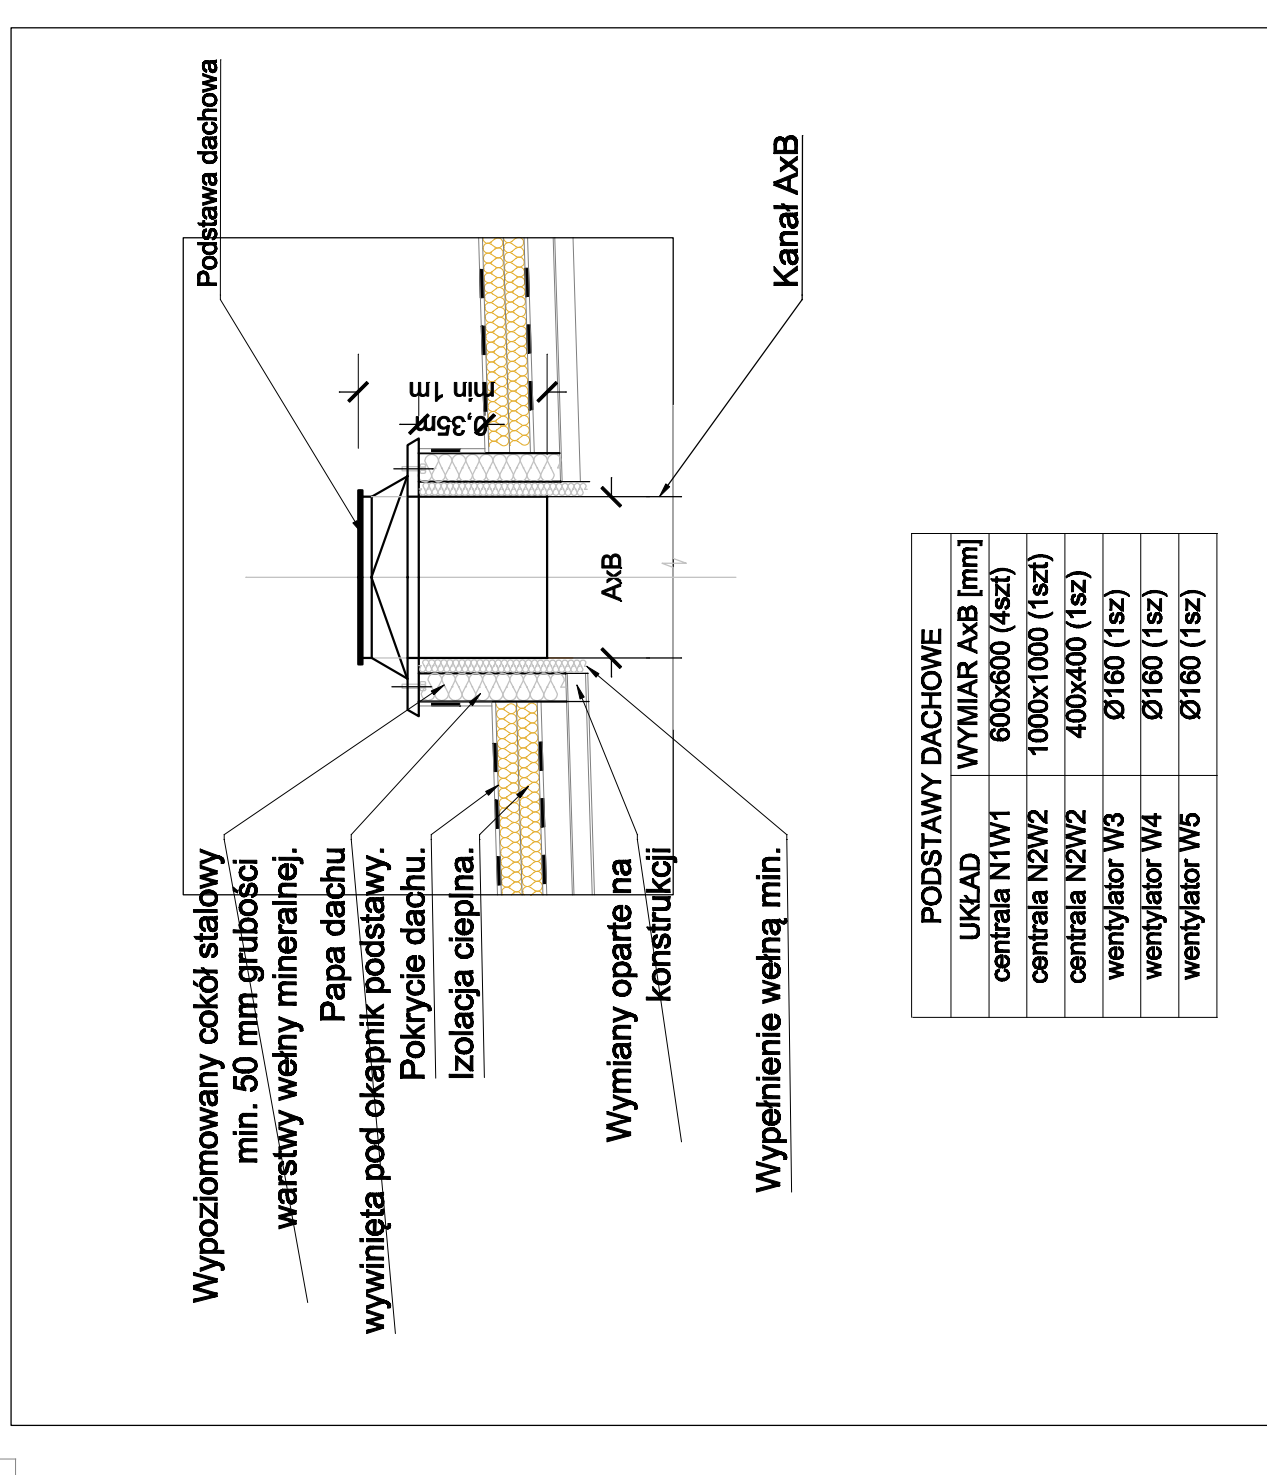 Podstawa dachowa
Kanał AxB
min 1m
0,35m
AxB
Wypoziomowany cokół stalowy
min. 50 mm grubości
warstwy wełny mineralnej.
Papa dachu
wywinięta pod okapnik podstawy.
Pokrycie dachu.
Izolacja cieplna.
Wymiany oparte na
konstrukcji
Wypełnienie wełną min.
PODSTAWY DACHOWE
UKŁAD WYMIAR AxB [mm]
centrala N1W1 600x600 (4szt)
centrala N2W2 1000x1000 (1szt)
centrala N2W2 400x400 (1sz)
wentylator W3 Ø160 (1sz)
wentylator W4 Ø160 (1sz)
wentylator W5 Ø160 (1sz)